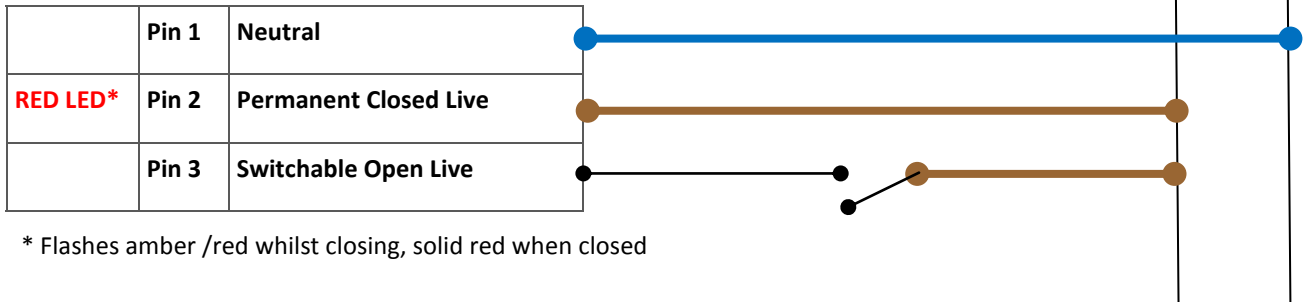 Pin 1 Neutral
RED LED* Pin 2 Permanent Closed Live
Pin 3 Switchable Open Live
* Flashes amber /red whilst closing, solid red when closed